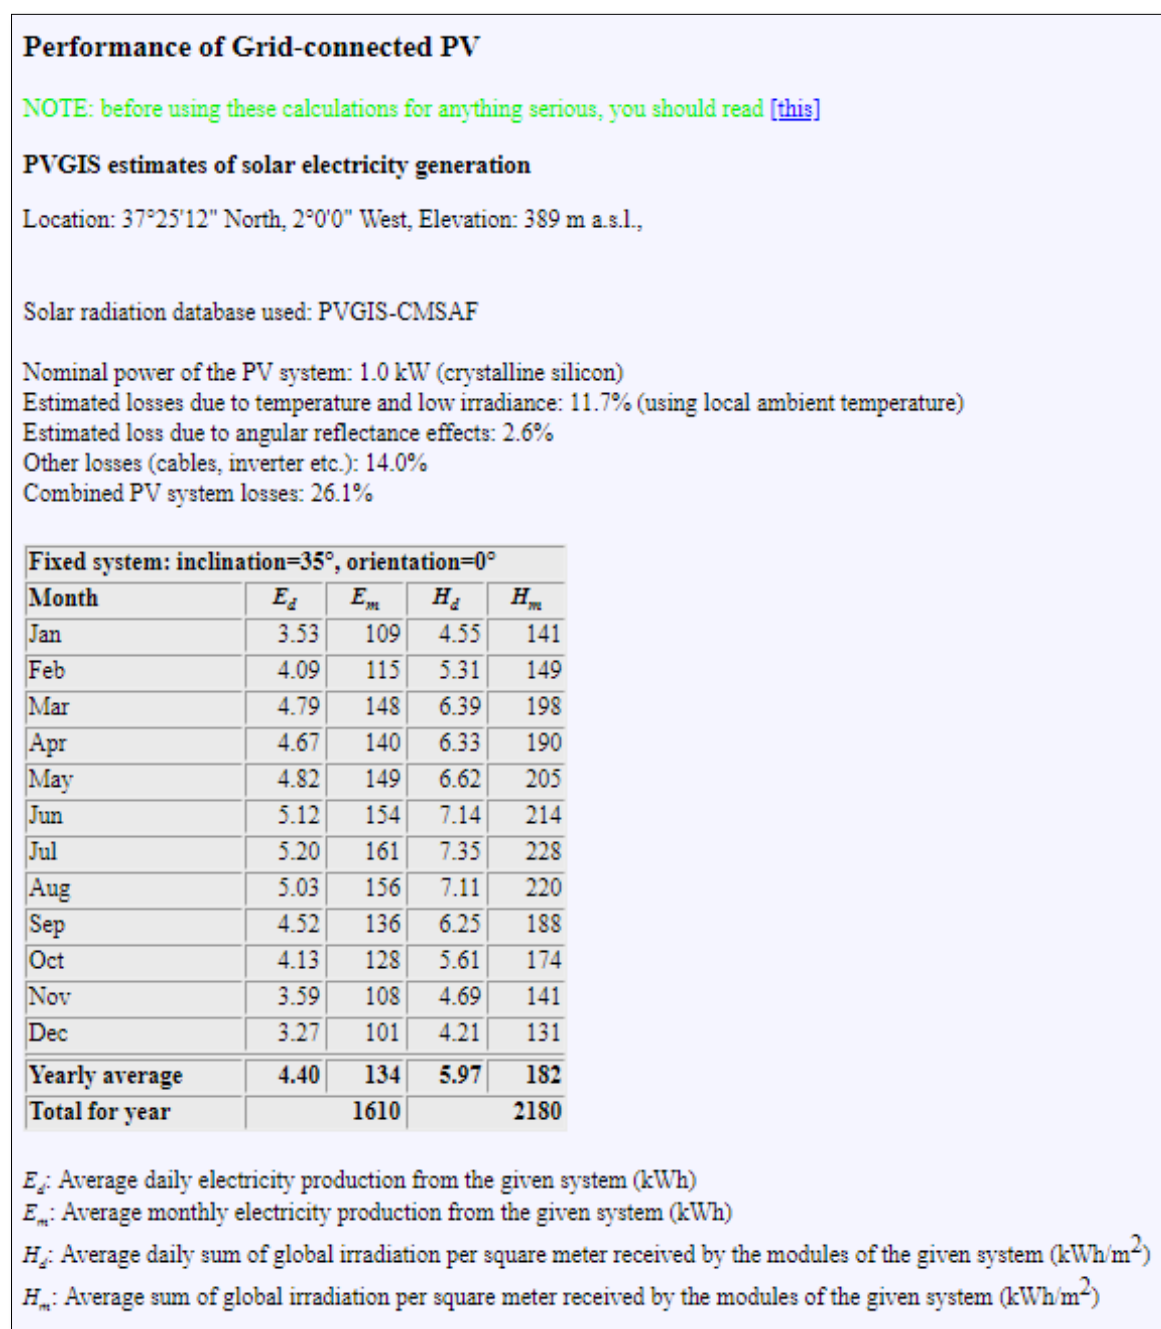 Performance of Grid-connected PV
NOTE: before using these calculations for anything serious, you should read [this]
PVGIS estimates of solar electricity generation
Location: 37°25'12" North, 2°0'0" West, Elevation: 389 m a.s.l.,
Solar radiation database used: PVGIS-CMSAF
Nominal power of the PV system: 1.0 kW (crystalline silicon)
Estimated losses due to temperature and low irradiance: 11.7% (using local ambient temperature)
Estimated loss due to angular reflectance effects: 2.6%
Other losses (cables, inverter etc.): 14.0%
Combined PV system losses: 26.1%
Fixed system: inclination=35°, orientation=0°
Month Ed Em Hd Hm
Jan 3.53 109 4.55 141
Feb 4.09 115 5.31 149
Mar 4.79 148 6.39 198
Apr 4.67 140 6.33 190
May 4.82 149 6.62 205
Jun 5.12 154 7.14 214
Jul 5.20 161 7.35 228
Aug 5.03 156 7.11 220
Sep 4.52 136 6.25 188
Oct 4.13 128 5.61 174
Nov 3.59 108 4.69 141
Dec 3.27 101 4.21 131
Yearly average 4.40 134 5.97 182
Total for year 1610 2180
Ed: Average daily electricity production from the given system (kWh)
Em: Average monthly electricity production from the given system (kWh)
Hd: Average daily sum of global irradiation per square meter received by the modules of the given system (kWh/m2)
Hm: Average sum of global irradiation per square meter received by the modules of the given system (kWh/m2)